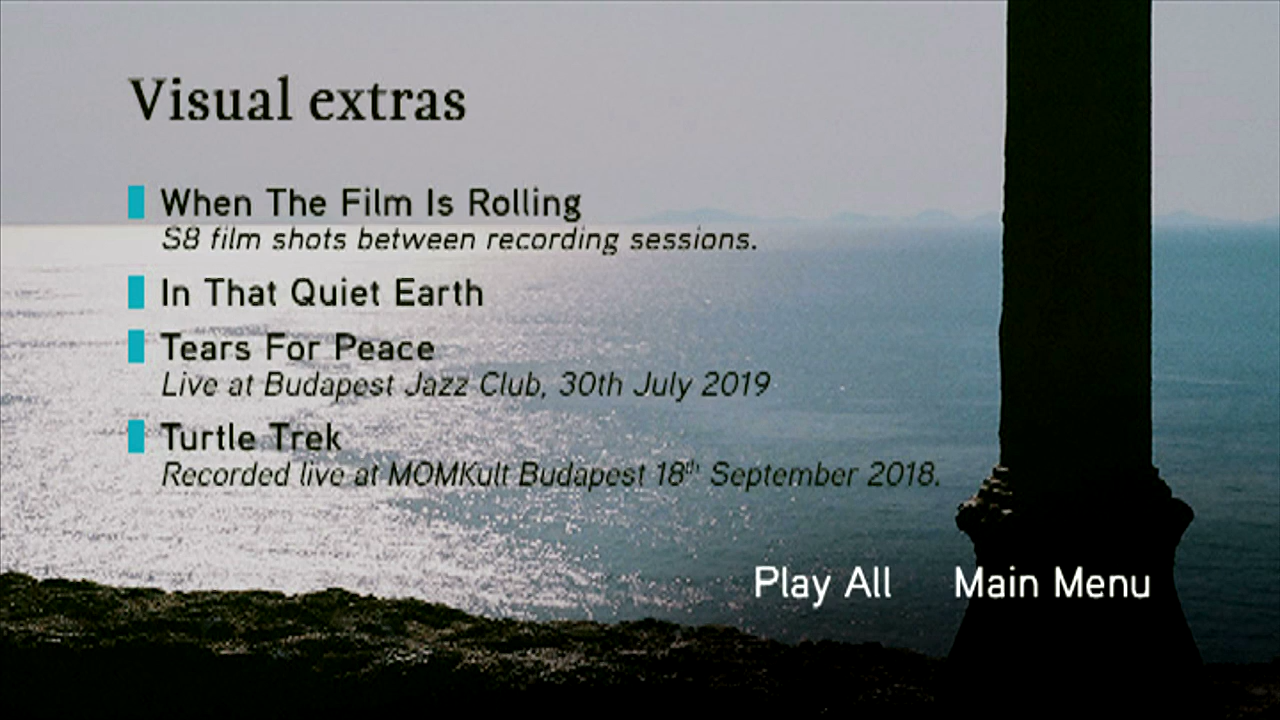 Visual extras
When The Film Is Rolling
S8 film shots between recording sessions.
In That Quiet Earth
Tears For Peace
Live at Budapest Jazz Club, 30th July 2019
Turtle Trek
Recorded live at MOMKult Budapest 18th September 2018.
Play All Main Menu